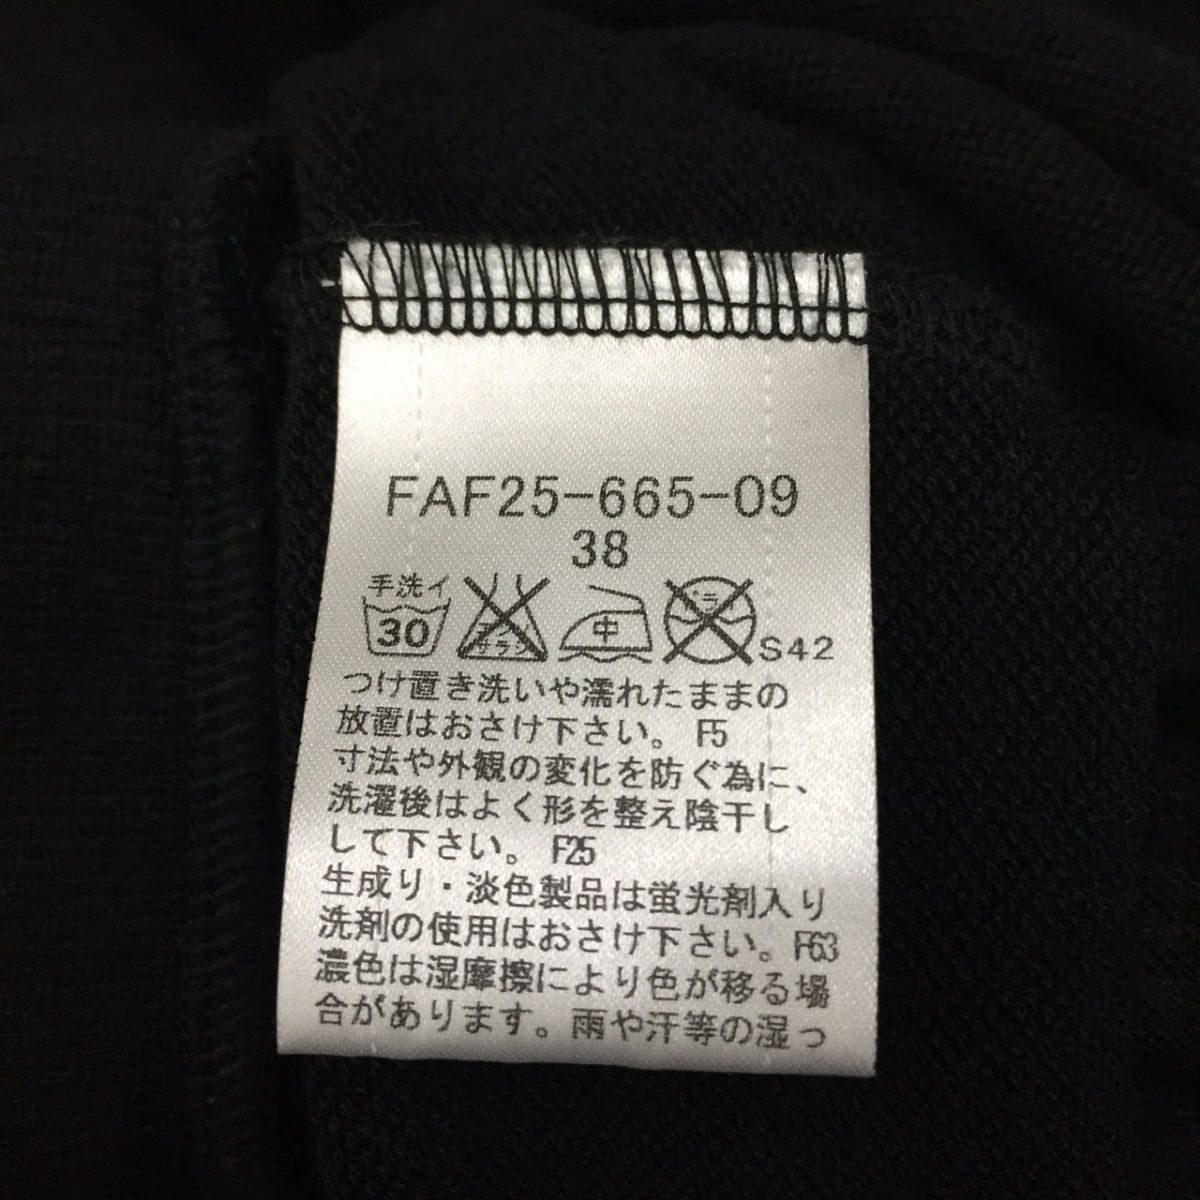 FAF25-665-09
38
手洗イ
30
エンソ
サラシ
中
ドライ
S42
つけ置き洗いや濡れたままの
放置はおさけ下さい。 F5
寸法や外観の変化を防ぐ為に、
洗濯後はよく形を整え陰干し
して下さい。 F25
生成り・淡色製品は蛍光剤入り
洗剤の使用はおさけ下さい。F63
濃色は湿摩擦により色が移る場
合があります。雨や汗等の湿っ